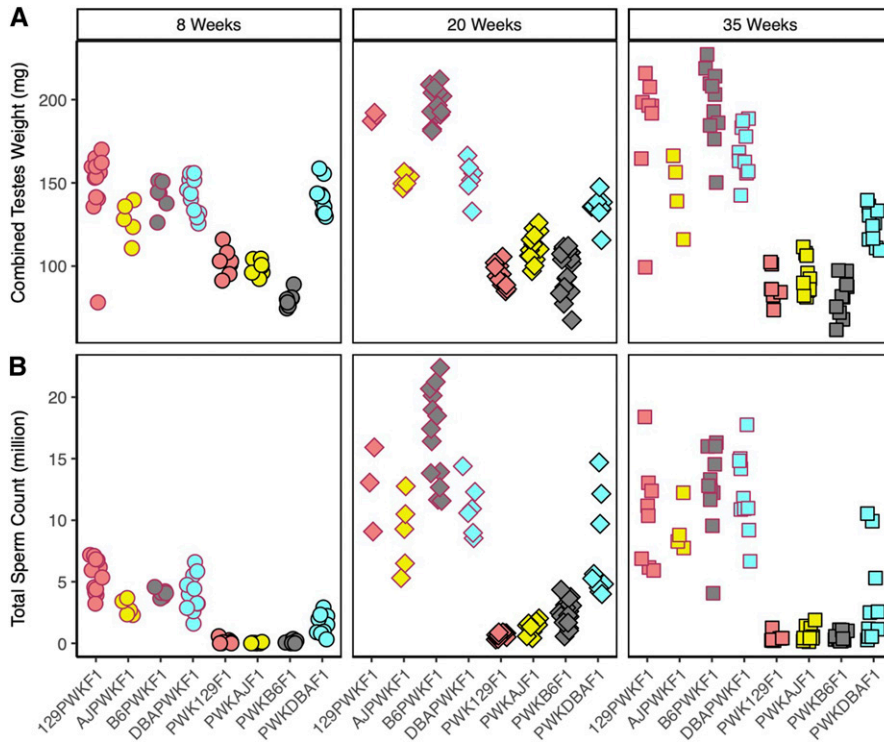 A
8 Weeks
20 Weeks
35 Weeks
Combined Testes Weight (mg)
200
150
100
B
Total Sperm Count (million)
20
15
10
5
0
129PWKF1
AJPWKF1
B6PWKF1
DBAPWKF1
PWK129F1
PWKAJF1
PWKB6F1
PWKDBAF1
129PWKF1
AJPWKF1
B6PWKF1
DBAPWKF1
PWK129F1
PWKAJF1
PWKB6F1
PWKDBAF1
129PWKF1
AJPWKF1
B6PWKF1
DBAPWKF1
PWK129F1
PWKAJF1
PWKB6F1
PWKDBAF1